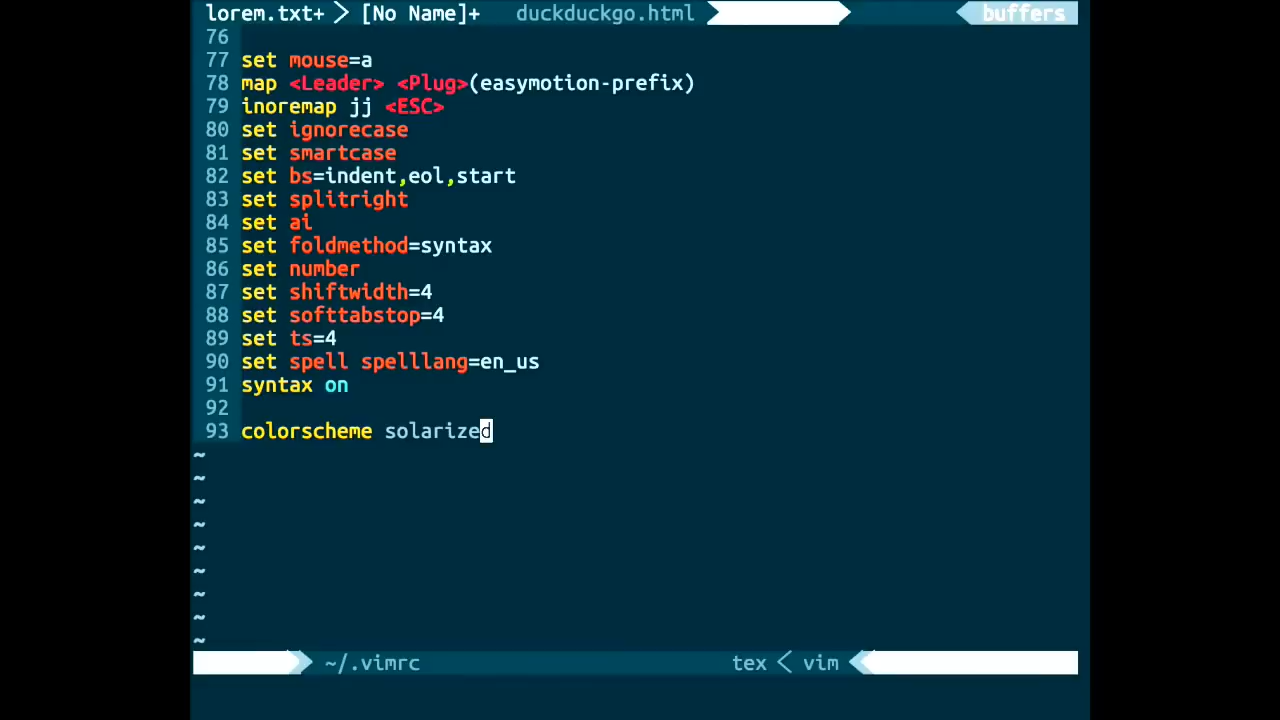 lorem.txt+ > [No Name]+ duckduckgo.html buffers
76
77 set mouse=a
78 map <Leader> <Plug>(easymotion-prefix)
79 inoremap jj <ESC>
80 set ignorecase
81 set smartcase
82 set bs=indent,eol,start
83 set splitright
84 set ai
85 set foldmethod=syntax
86 set number
87 set shiftwidth=4
88 set softtabstop=4
89 set ts=4
90 set spell spelllang=en_us
91 syntax on
92
93 colorscheme solarized
~
~
~
~
~
~
~
~
~
~/.vimrc tex < vim